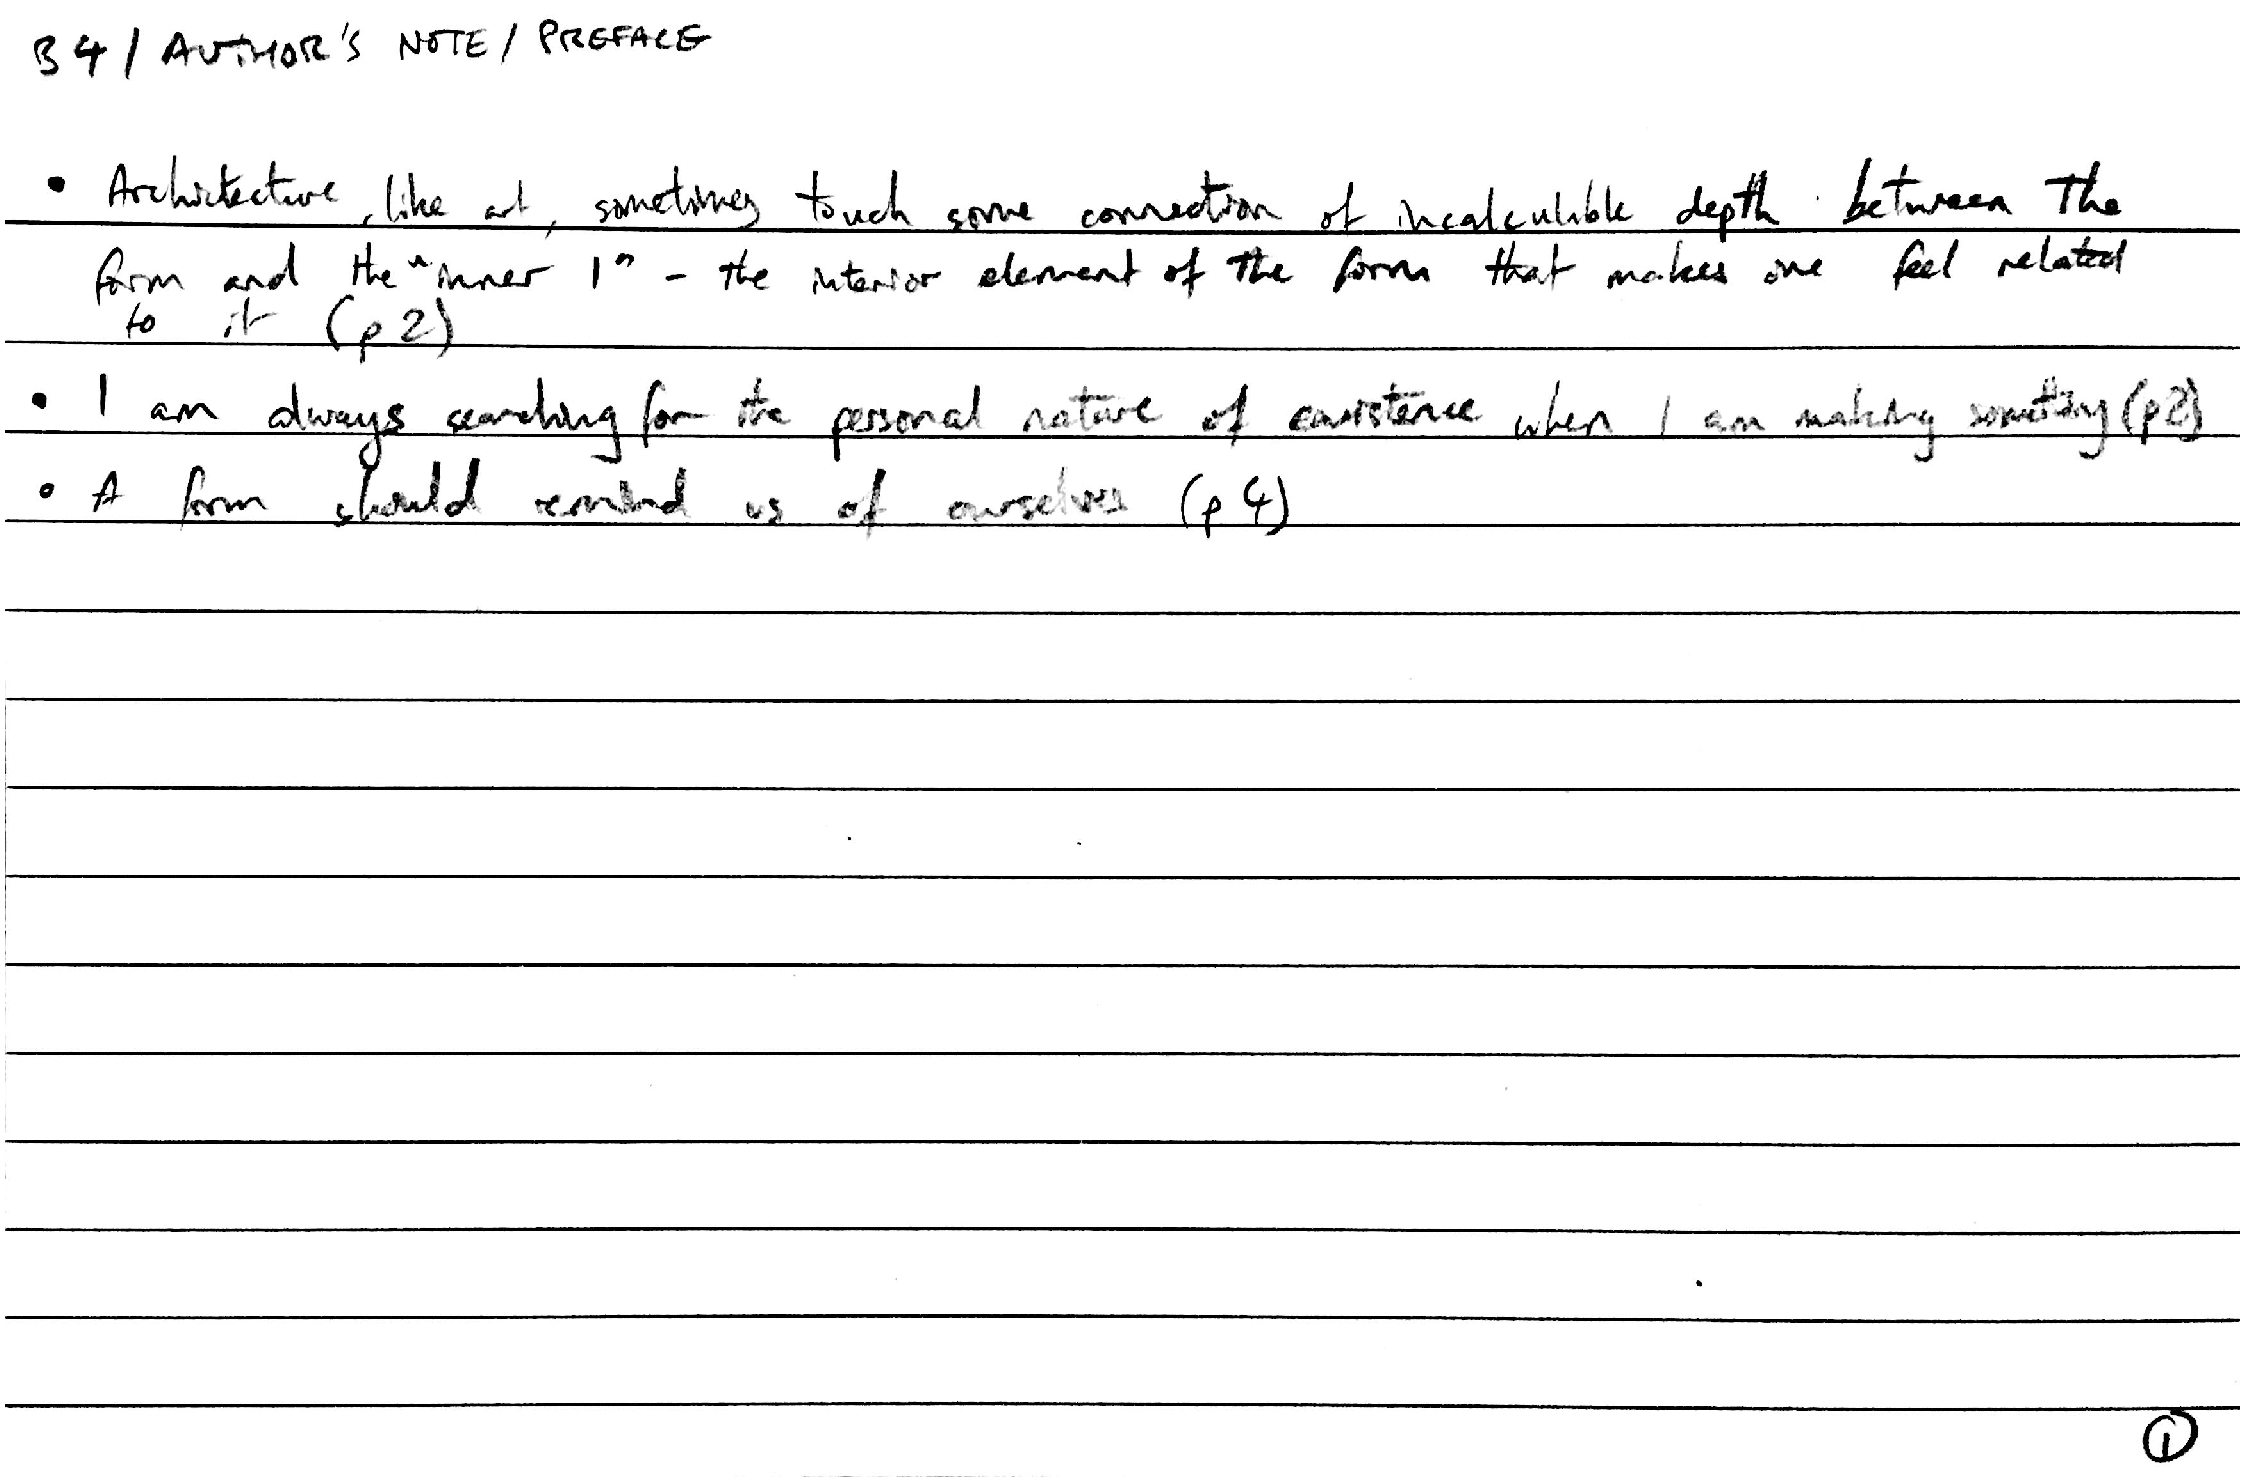 B4 / AUTHOR'S NOTE / PREFACE
• Architecture, like art, sometimes touch some connection of incalculable depth between the
form and the "inner I" - the interior element of the form that makes one feel related
to it (p 2)
• I am always searching for the personal nature of existence when I am making something (p2)
• A form should remind us of ourselves (p 4)
1